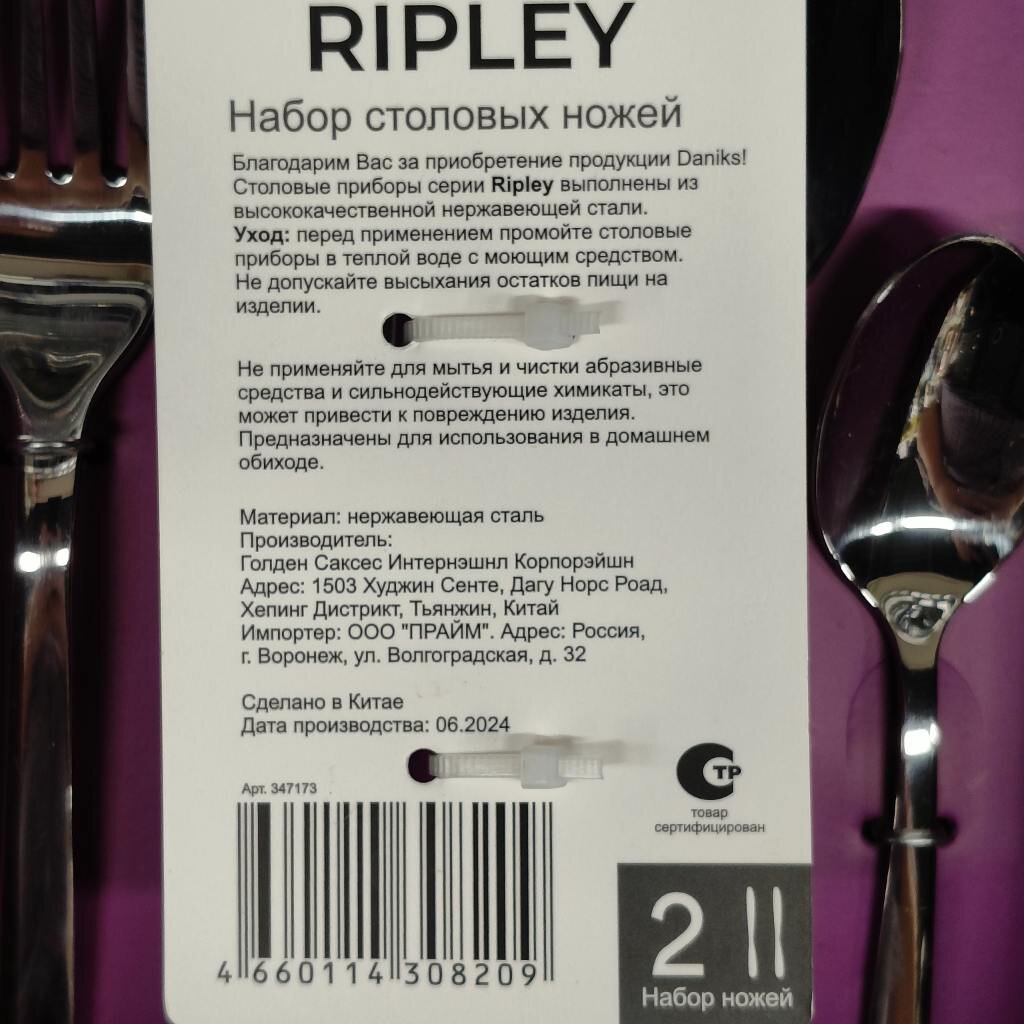 RIPLEY
Набор столовых ножей
Благодарим Вас за приобретение продукции Daniks!
Столовые приборы серии Ripley выполнены из
высококачественной нержавеющей стали.
Уход: перед применением промойте столовые
приборы в теплой воде с моющим средством.
Не допускайте высыхания остатков пищи на
изделии.
Не применяйте для мытья и чистки абразивные
средства и сильнодействующие химикаты, это
может привести к повреждению изделия.
Предназначены для использования в домашнем
обиходе.
Материал: нержавеющая сталь
Производитель:
Голден Саксес Интернэшнл Корпорэйшн
Адрес: 1503 Худжин Сенте, Дагу Норс Роад,
Хепинг Дистрикт, Тьянжин, Китай
Импортер: ООО "ПРАЙМ". Адрес: Россия,
г. Воронеж, ул. Волгоградская, д. 32
Сделано в Китае
Дата производства: 06.2024
Арт. 347173
4 660114 308209
СТР
товар
сертифицирован
2
Набор ножей